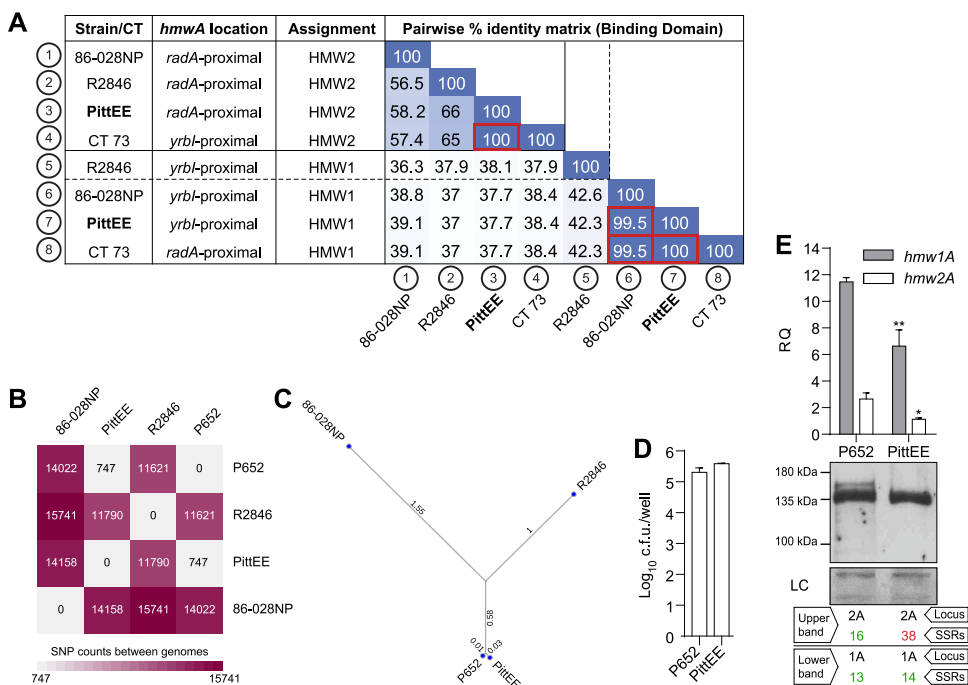 A
Strain/CT hmwA location Assignment Pairwise % identity matrix (Binding Domain)
1 86-028NP radA-proximal HMW2 100
2 R2846 radA-proximal HMW2 56.5 100
3 PittEE radA-proximal HMW2 58.2 66 100
4 CT 73 yrbI-proximal HMW2 57.4 65 100 100
5 R2846 yrbI-proximal HMW1 36.3 37.9 38.1 37.9 100
6 86-028NP yrbI-proximal HMW1 38.8 37 37.7 38.4 42.6 100
7 PittEE yrbI-proximal HMW1 39.1 37 37.7 38.4 42.3 99.5 100
8 CT 73 radA-proximal HMW1 39.1 37 37.7 38.4 42.3 99.5 100 100
1 2 3 4 5 6 7 8
86-028NP R2846 PittEE CT 73 R2846 86-028NP PittEE CT 73
B
86-028NP PittEE R2846 P652
14022 747 11621 0 P652
15741 11790 0 11621 R2846
14158 0 11790 747 PittEE
0 14158 15741 14022 86-028NP
SNP counts between genomes
747 15741
C
86-028NP
R2846
1.55
1
0.58
0.01 0.03
P652 PittEE
D
Log10 c.f.u./well
6
5
4
3
2
1
0
P652 PittEE
E
hmw1A
hmw2A
RQ
14
12
10
8
6
4
2
0
**
*
P652 PittEE
180 kDa
135 kDa
100 kDa
LC
Upper band 2A 2A Locus
16 38 SSRs
Lower band 1A 1A Locus
13 14 SSRs